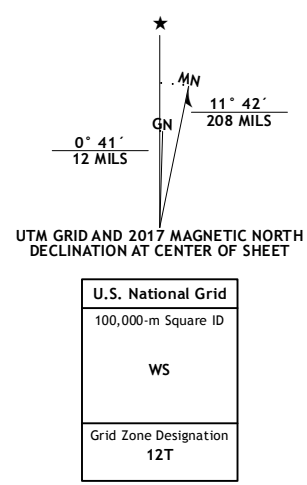 ★
MN
11° 42´
208 MILS
GN
0° 41´
12 MILS
UTM GRID AND 2017 MAGNETIC NORTH
DECLINATION AT CENTER OF SHEET
U.S. National Grid
100,000-m Square ID
WS
Grid Zone Designation
12T